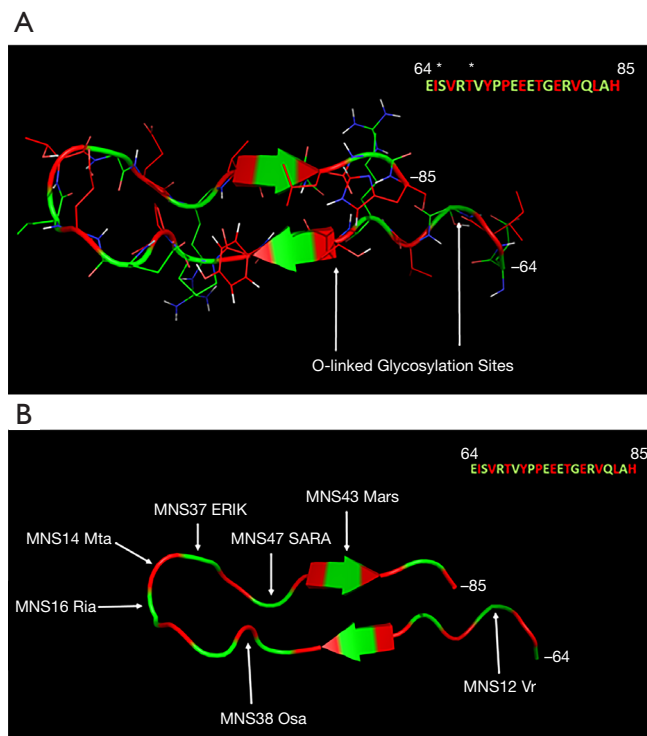 A
64 * * 85
EISVRTVYPPEEETGERVQLAH
–85
–64
O-linked Glycosylation Sites
B
64 85
EISVRTVYPPEEETGERVQLAH
MNS43 Mars
MNS37 ERIK
MNS47 SARA
MNS14 Mta
–85
MNS16 Ria
–64
MNS12 Vr
MNS38 Osa